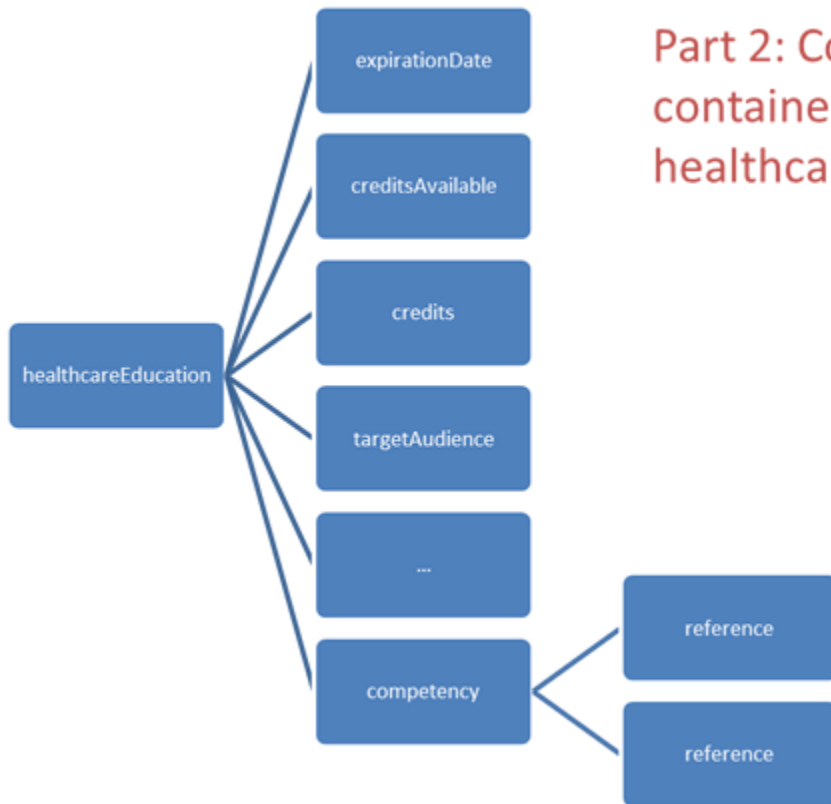 expirationDate
Part 2: Co
containe
healthca
creditsAvailable
credits
healthcareEducation
targetAudience
...
reference
competency
reference